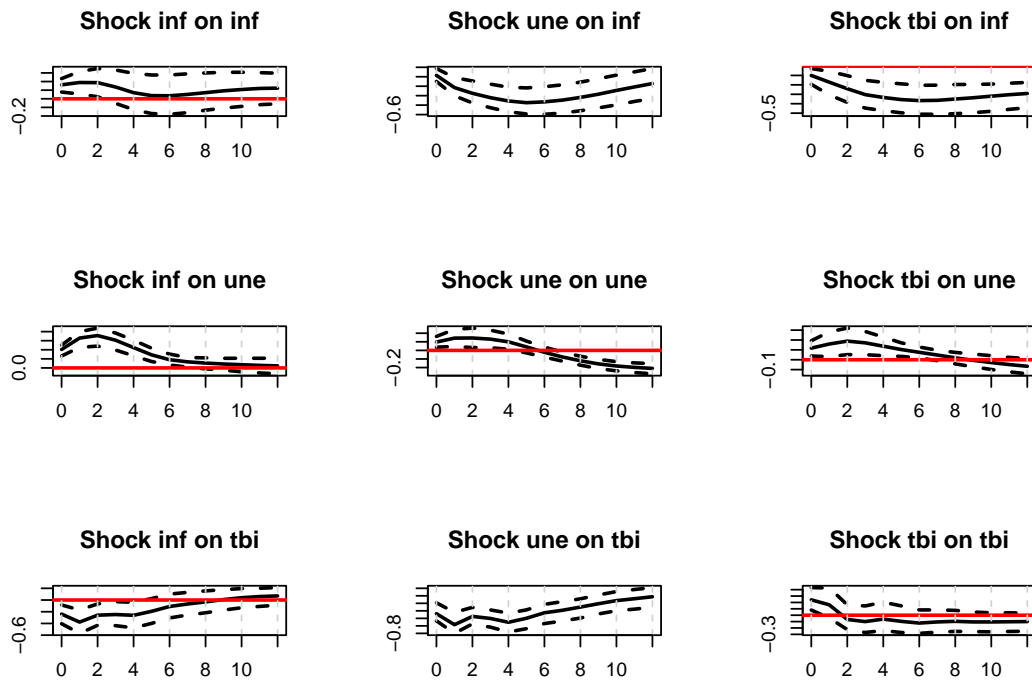 Shock inf on inf
Shock une on inf
Shock tbi on inf
−0.2
0 2 4 6 8 10
−0.6
0 2 4 6 8 10
−0.5
0 2 4 6 8 10
Shock inf on une
Shock une on une
Shock tbi on une
0.0
0 2 4 6 8 10
−0.2
0 2 4 6 8 10
−0.1
0 2 4 6 8 10
Shock inf on tbi
Shock une on tbi
Shock tbi on tbi
−0.6
0 2 4 6 8 10
−0.8
0 2 4 6 8 10
−0.3
0 2 4 6 8 10